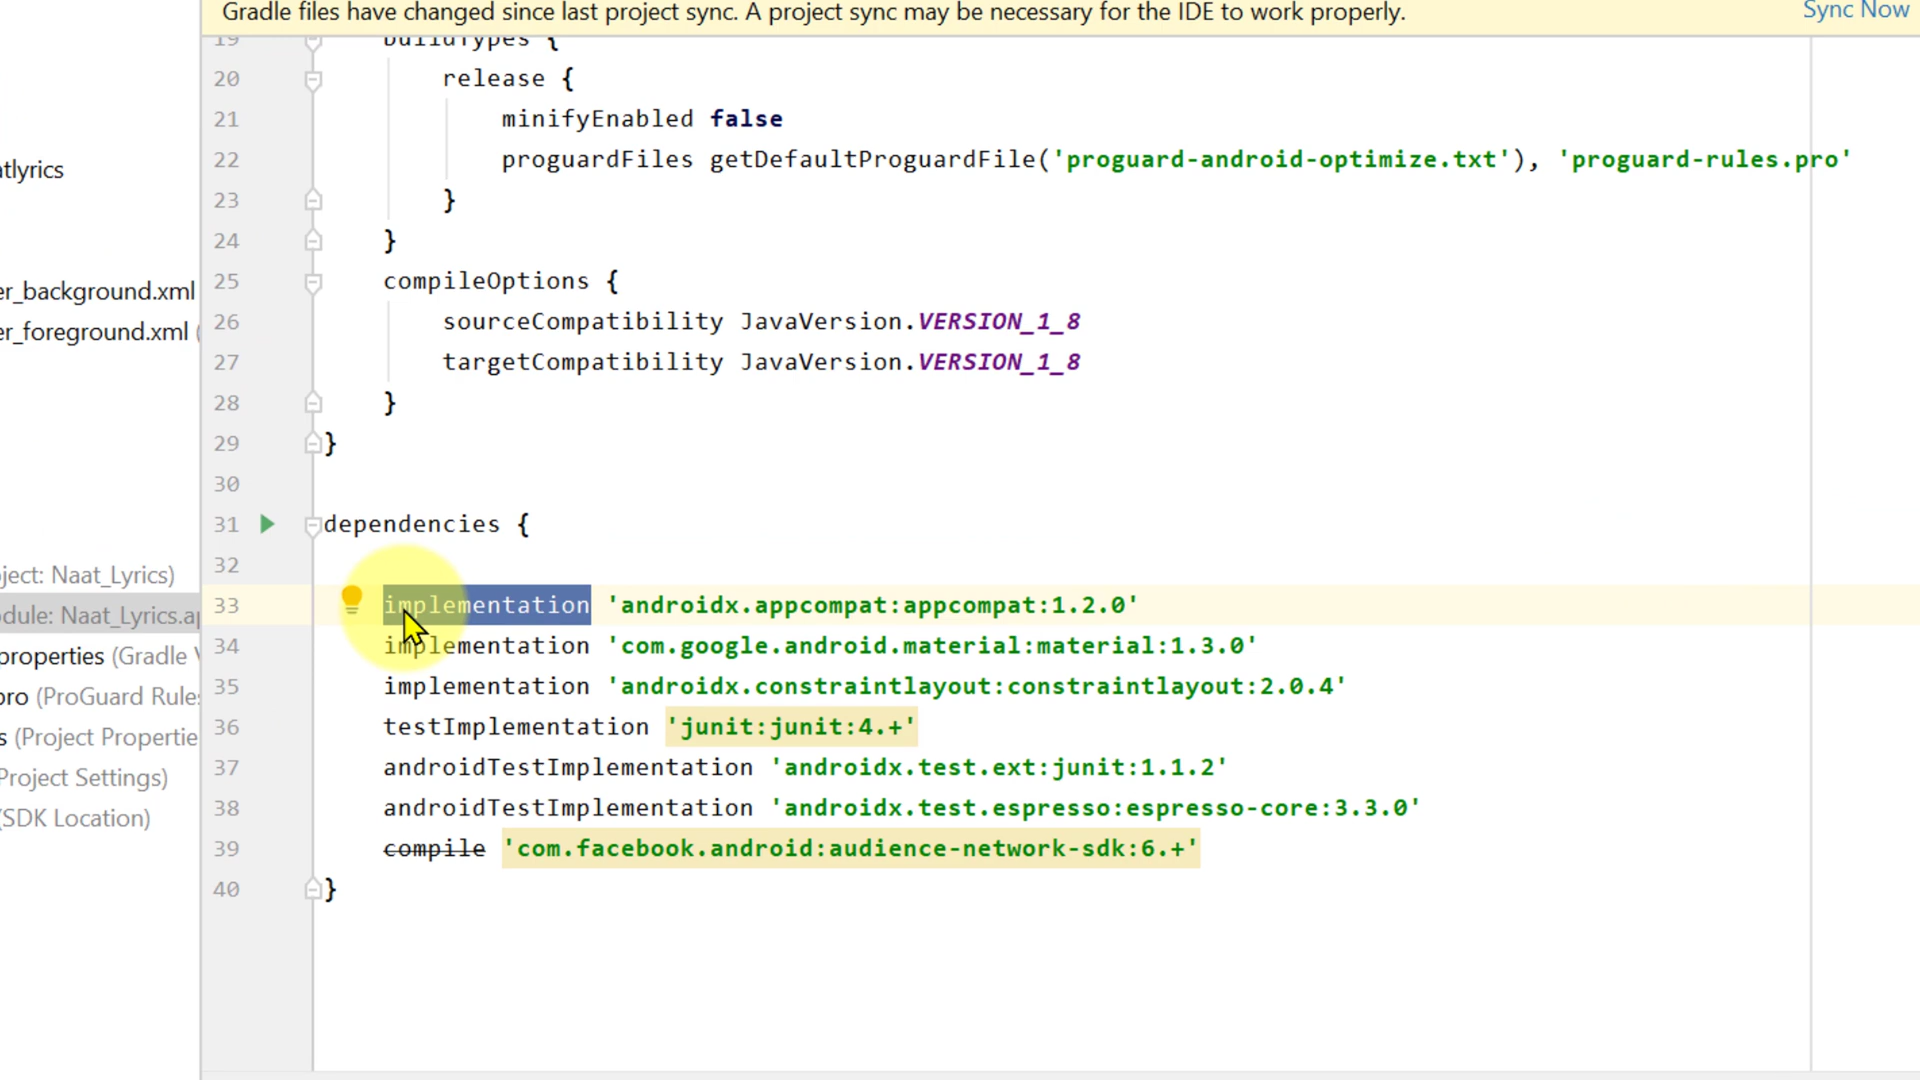 Gradle files have changed since last project sync. A project sync may be necessary for the IDE to work properly.
Sync Now
19 buildTypes {
20 release {
21 minifyEnabled false
22 proguardFiles getDefaultProguardFile('proguard-android-optimize.txt'), 'proguard-rules.pro'
23 }
24 }
25 compileOptions {
26 sourceCompatibility JavaVersion.VERSION_1_8
27 targetCompatibility JavaVersion.VERSION_1_8
28 }
29 }
30
31 dependencies {
32
33 implementation 'androidx.appcompat:appcompat:1.2.0'
34 implementation 'com.google.android.material:material:1.3.0'
35 implementation 'androidx.constraintlayout:constraintlayout:2.0.4'
36 testImplementation 'junit:junit:4.+'
37 androidTestImplementation 'androidx.test.ext:junit:1.1.2'
38 androidTestImplementation 'androidx.test.espresso:espresso-core:3.3.0'
39 compile 'com.facebook.android:audience-network-sdk:6.+'
40 }
atlyrics
er_background.xml
er_foreground.xml (
ject: Naat_Lyrics)
dule: Naat_Lyrics.ap
properties (Gradle V
pro (ProGuard Rules
s (Project Propertie
Project Settings)
(SDK Location)